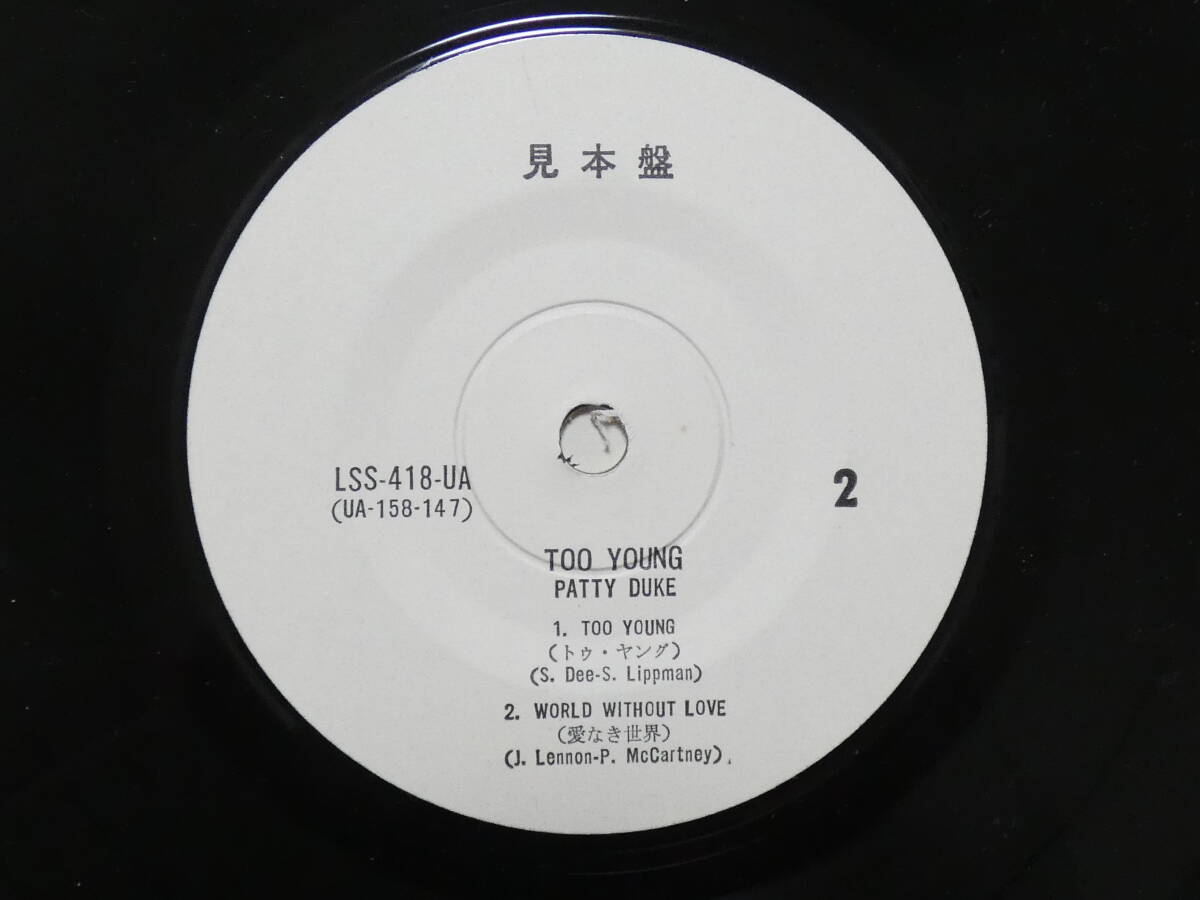 見本盤
LSS-418-UA
(UA-158-147)
2
TOO YOUNG
PATTY DUKE
1. TOO YOUNG
(トゥ・ヤング)
(S. Dee-S. Lippman)
2. WORLD WITHOUT LOVE
(愛なき世界)
(J. Lennon-P. McCartney)